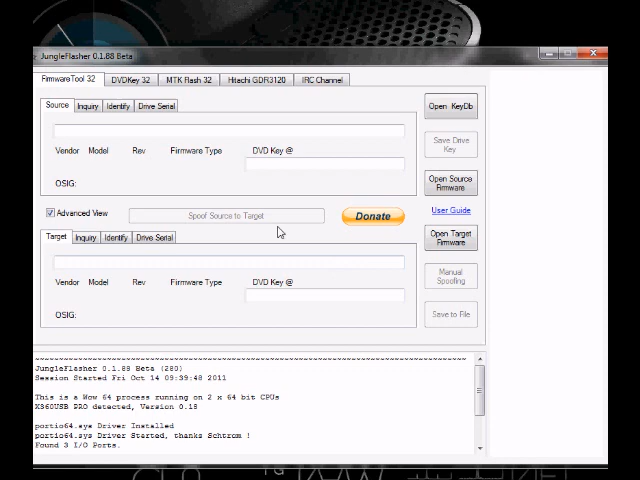 JungleFlasher 0.1.88 Beta
FirmwareTool 32
DVDKey 32
MTK Flash 32
Hitachi GDR3120
IRC Channel
Source
Inquiry
Identify
Drive Serial
Open KeyDb
Vendor
Model
Rev
Firmware Type
DVD Key @
Save Drive Key
OSIG:
Open Source Firmware
Advanced View
Spoof Source to Target
Donate
User Guide
Target
Inquiry
Identify
Drive Serial
Open Target Firmware
Vendor
Model
Rev
Firmware Type
DVD Key @
Manual Spoofing
OSIG:
Save to File
JungleFlasher 0.1.88 Beta (280)
Session Started Fri Oct 14 09:39:48 2011
This is a Wow 64 process running on 2 x 64 bit CPUs
X360USB PRO detected, Version 0.18
portio64.sys Driver Installed
portio64.sys Driver Started, thanks Schtrom !
Found 3 I/O Ports.